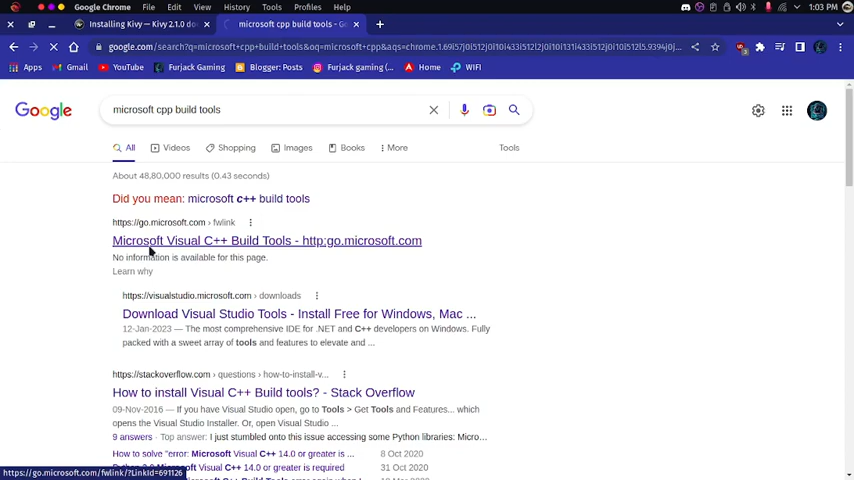 Google Chrome File Edit View History Tools Profiles Help
1:03 PM
Installing Kivy — Kivy 2.1.0 do
microsoft cpp build tools - Go
google.com/search?q=microsoft+cpp+build+tools&oq=microsoft+cpp&aqs=chrome.1.69i57j0i512j0i10i433i512l2j0i10i131i433i512j0i10i512l5.9394j0j...
Apps Gmail YouTube Furjack Gaming Blogger: Posts Furjack gaming (... Home WIFI
Google
microsoft cpp build tools
All Videos Shopping Images Books More Tools
About 48,80,000 results (0.43 seconds)
Did you mean: microsoft c++ build tools
https://go.microsoft.com › fwlink
Microsoft Visual C++ Build Tools - http:go.microsoft.com
No information is available for this page.
Learn why
https://visualstudio.microsoft.com › downloads
Download Visual Studio Tools - Install Free for Windows, Mac ...
12-Jan-2023 — The most comprehensive IDE for .NET and C++ developers on Windows. Fully
packed with a sweet array of tools and features to elevate and ...
https://stackoverflow.com › questions › how-to-install-v...
How to install Visual C++ Build tools? - Stack Overflow
09-Nov-2016 — If you have Visual Studio open, go to Tools > Get Tools and Features... which
opens the Visual Studio Installer. Or, open Visual Studio ...
9 answers · Top answer: I just stumbled onto this issue accessing some Python libraries: Micro...
How to solve "error: Microsoft Visual C++ 14.0 or greater is ... 8 Oct 2020
Visual C++ 14.0 or greater is required 31 Oct 2020
https://go.microsoft.com/fwlink/?LinkId=691126